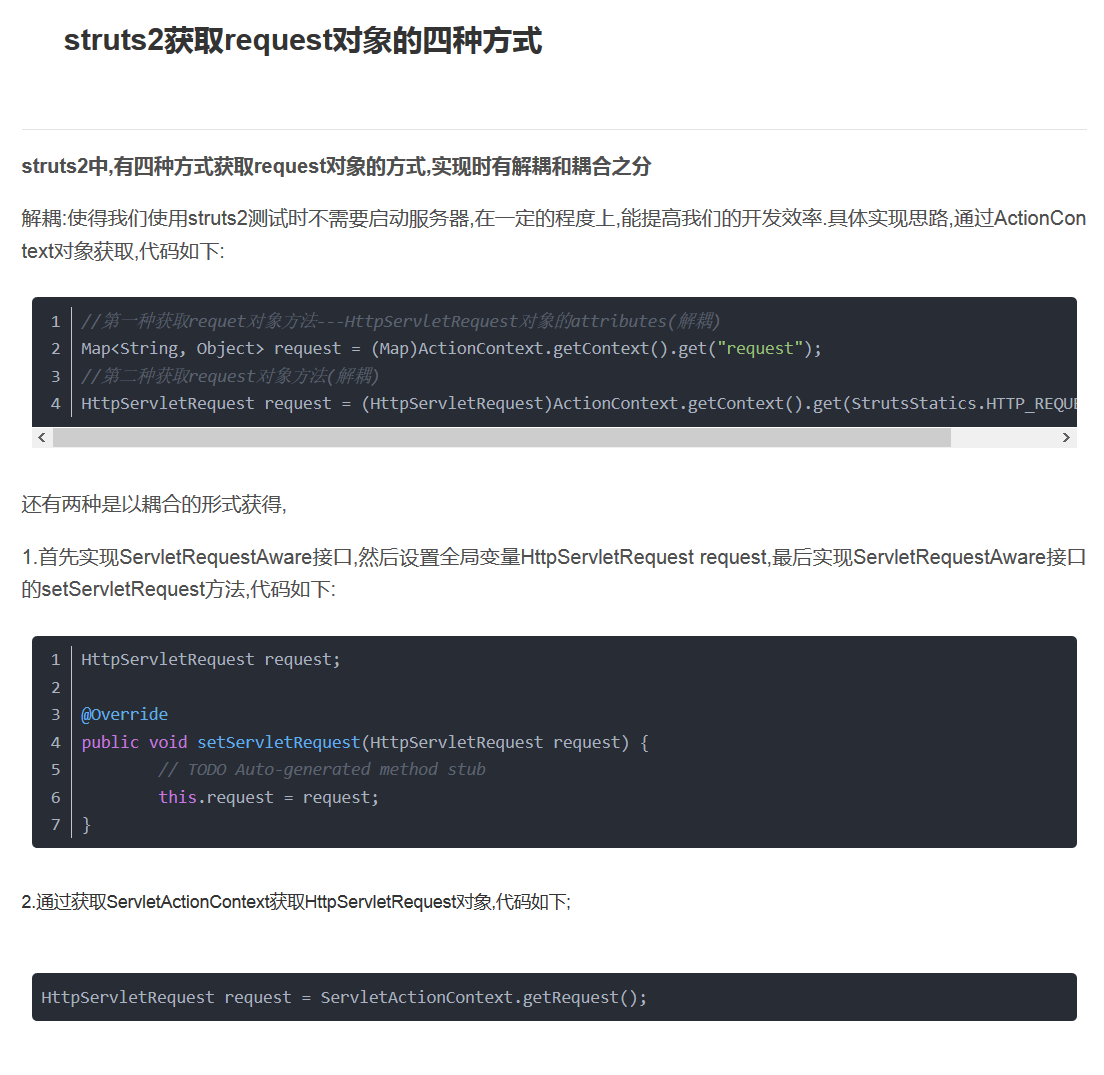 struts2获取request对象的四种方式
struts2中,有四种方式获取request对象的方式,实现时有解耦和耦合之分
解耦:使得我们使用struts2测试时不需要启动服务器,在一定的程度上,能提高我们的开发效率.具体实现思路,通过ActionCon
text对象获取,代码如下:
1 //第一种获取requet对象方法---HttpServletRequest对象的attributes(解耦)
2 Map<String, Object> request = (Map)ActionContext.getContext().get("request");
3 //第二种获取request对象方法(解耦)
4 HttpServletRequest request = (HttpServletRequest)ActionContext.getContext().get(StrutsStatics.HTTP_REQUE
还有两种是以耦合的形式获得,
1.首先实现ServletRequestAware接口,然后设置全局变量HttpServletRequest request,最后实现ServletRequestAware接口
的setServletRequest方法,代码如下:
1 HttpServletRequest request;
2
3 @Override
4 public void setServletRequest(HttpServletRequest request) {
5 // TODO Auto-generated method stub
6 this.request = request;
7 }
2.通过获取ServletActionContext获取HttpServletRequest对象,代码如下;
HttpServletRequest request = ServletActionContext.getRequest();